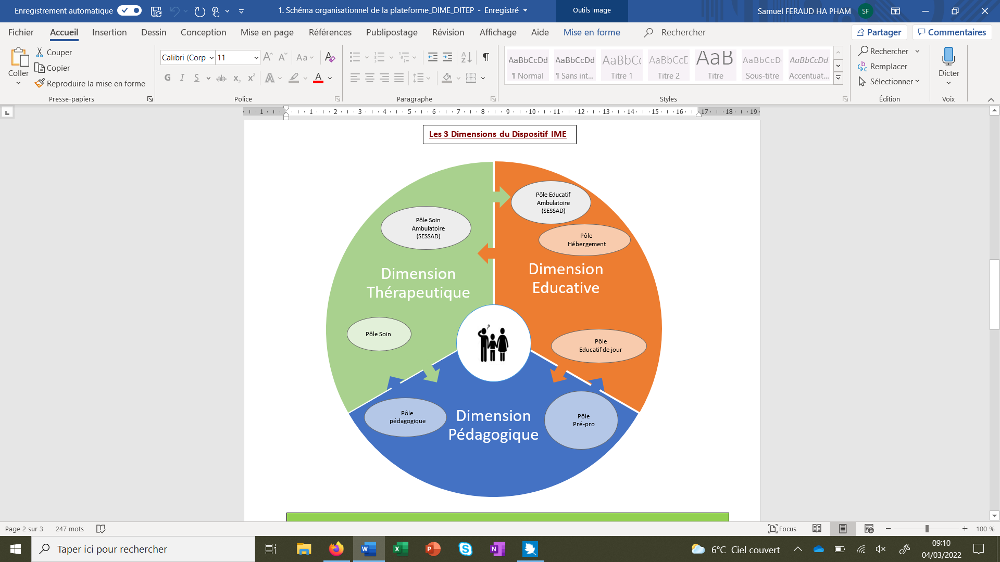 Enregistrement automatique
1. Schéma organisationnel de la plateforme_DIME_DITEP - Enregistré
Outils Image
Samuel FERAUD HA PHAM
SF
Fichier Accueil Insertion Dessin Conception Mise en page Références Publipostage Révision Affichage Aide Mise en forme Rechercher
Partager
Commentaires
Coller
Couper
Copier
Reproduire la mise en forme
Presse-papiers
Calibri (Corp
11
Aa
G I S ab x₂ x² A A
Police
Paragraphe
AaBbCcDd AaBbCcDd AaBbCc AaBbCcD AaB AaBbCcD AaBbCcDd
¶ Normal ¶ Sans int... Titre 1 Titre 2 Titre Sous-titre Accentuat...
Styles
Rechercher
Remplacer
Sélectionner
Édition
Dicter
Voix
1 1 2 3 4 5 6 7 8 9 10 11 12 13 14 15 16 17 18 19
Les 3 Dimensions du Dispositif IME
Pôle Educatif
Ambulatoire
(SESSAD)
Pôle Soin
Ambulatoire
(SESSAD)
Pôle
Hébergement
Dimension
Thérapeutique
Dimension
Educative
?
Pôle Soin
Pôle
Educatif de jour
Pôle
pédagogique
Dimension
Pédagogique
Pôle
Pré-pro
Page 2 sur 3
247 mots
Focus
100 %
Taper ici pour rechercher
6°C Ciel couvert
09:10
04/03/2022